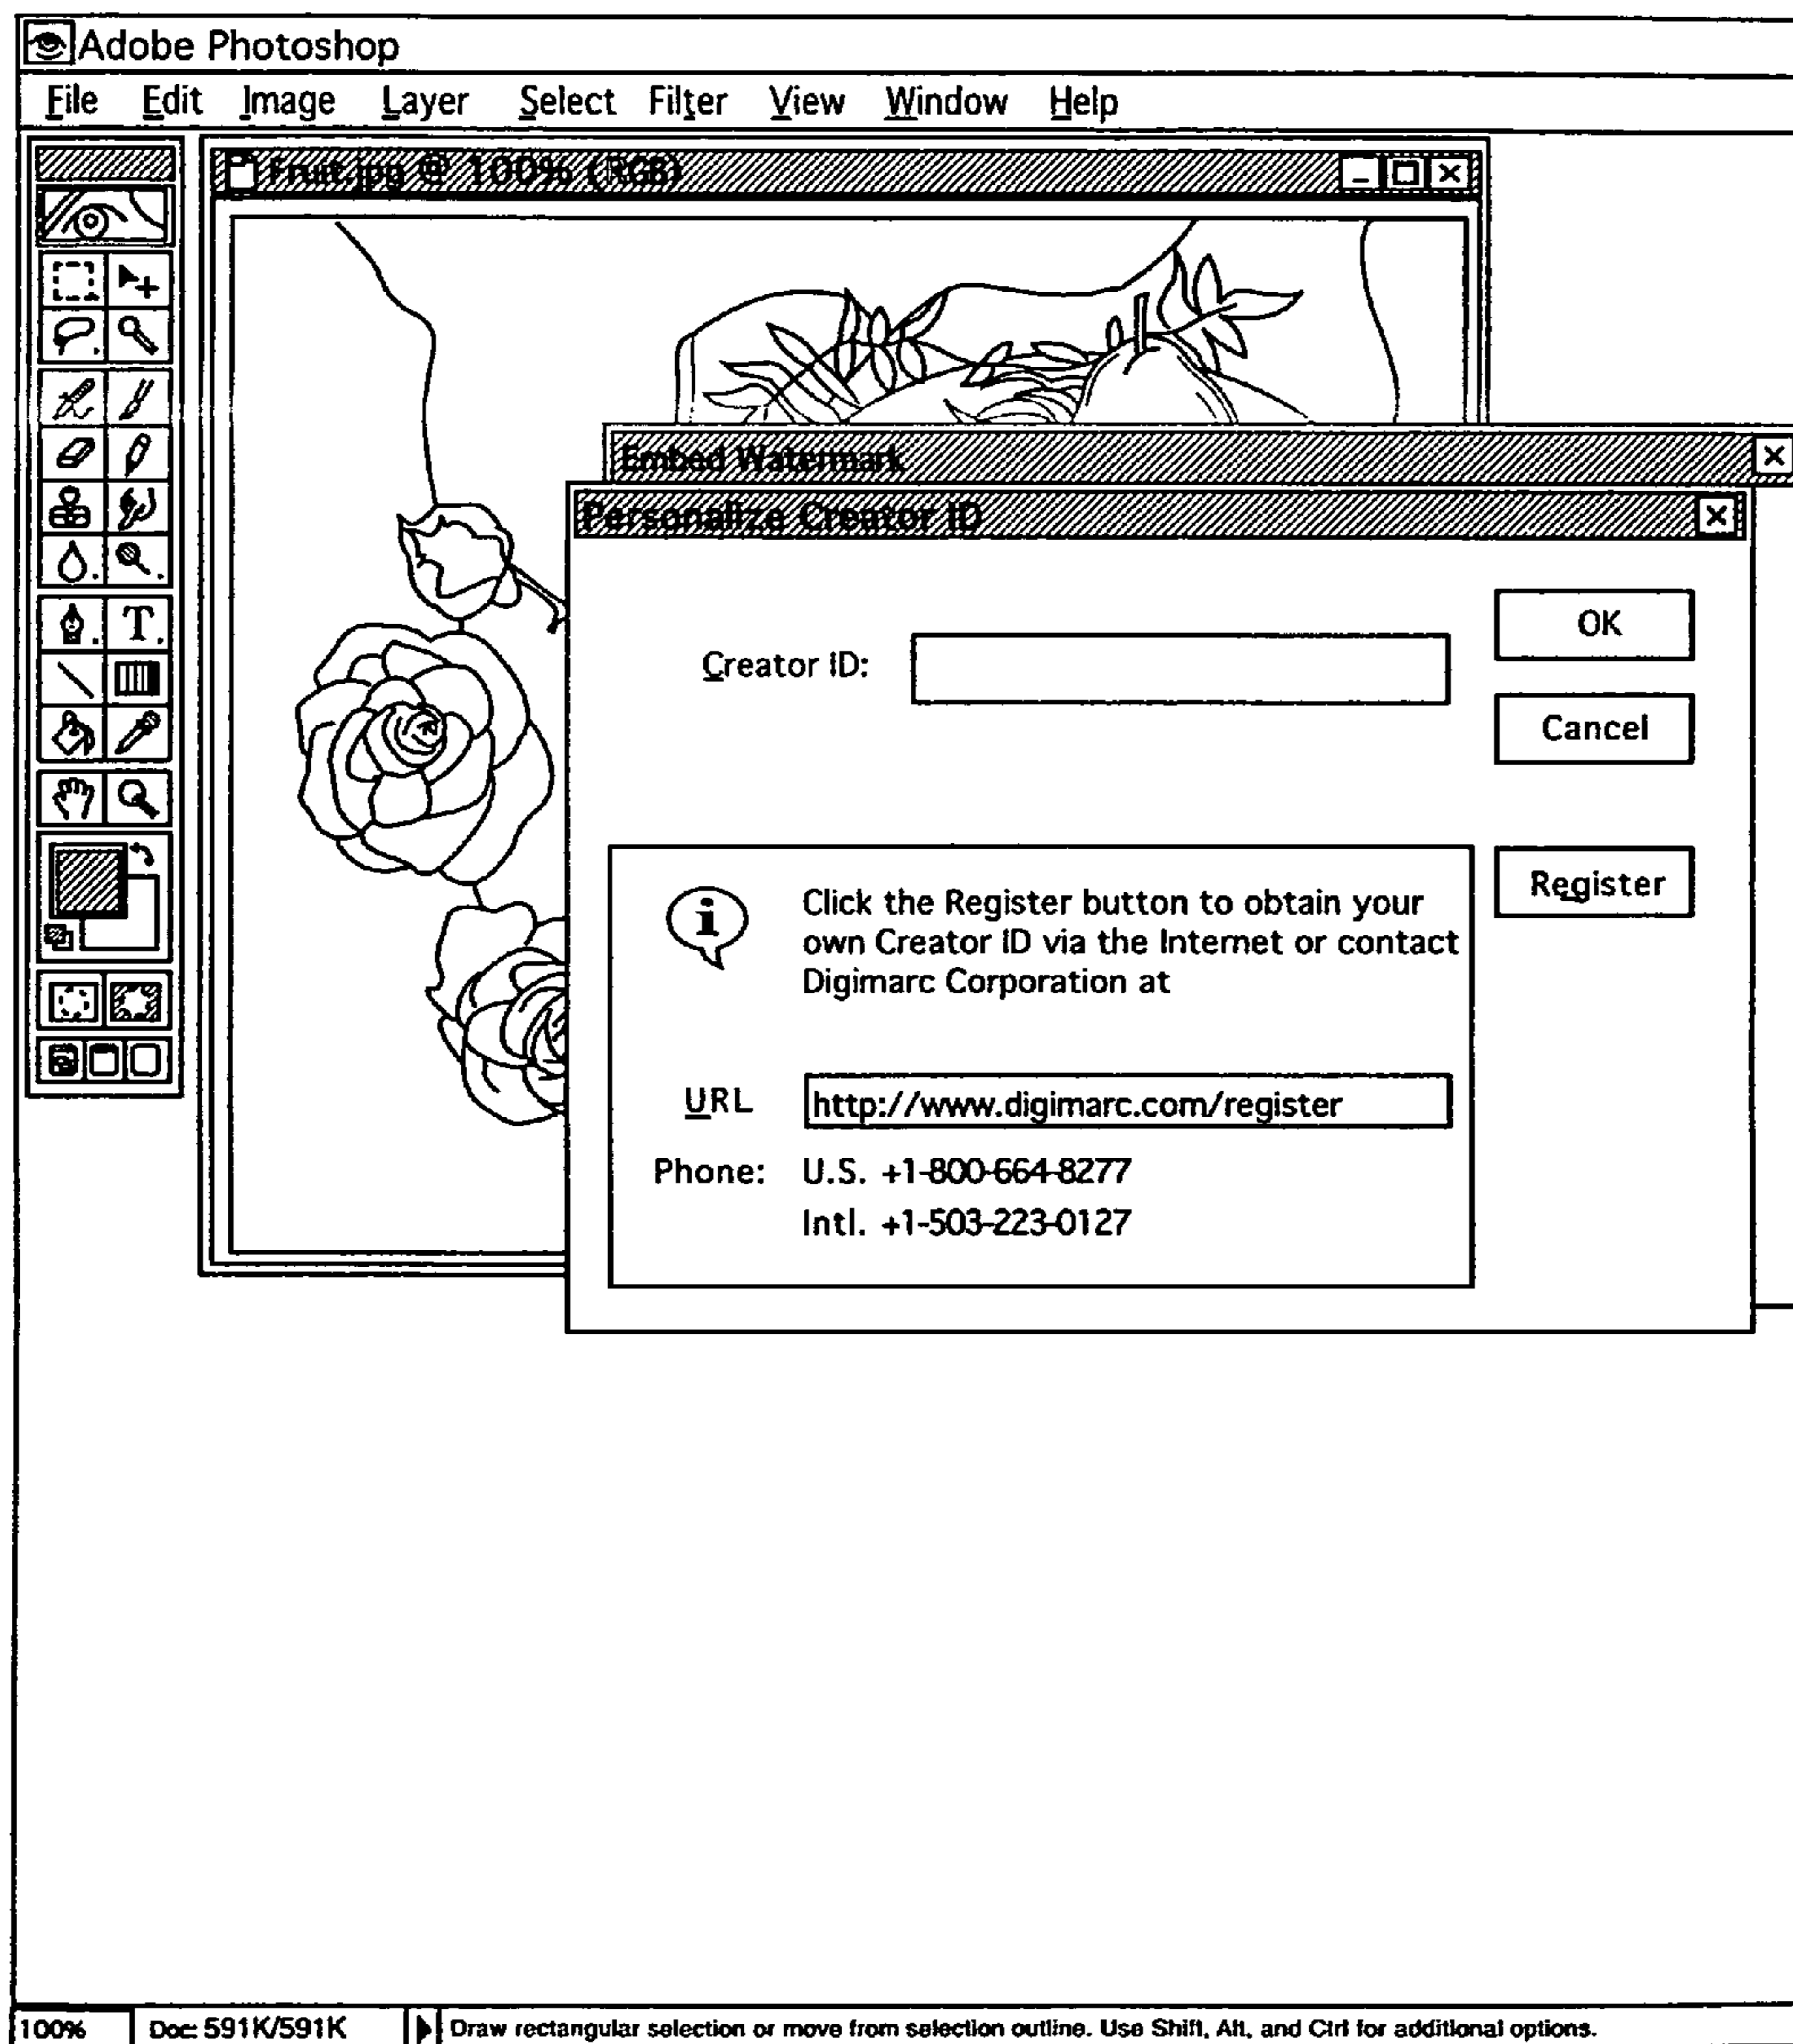 Adobe Photoshop
File Edit Image Layer Select Filter View Window Help
Fruit.jpg @ 100% (RGB)
Embed Watermark
Personalize Creator ID
Creator ID:
OK
Cancel
Register
Click the Register button to obtain your
own Creator ID via the Internet or contact
Digimarc Corporation at
URL http://www.digimarc.com/register
Phone: U.S. +1-800-664-8277
Intl. +1-503-223-0127
T
100% Doc: 591K/591K Draw rectangular selection or move from selection outline. Use Shift, Alt, and Ctrl for additional options.